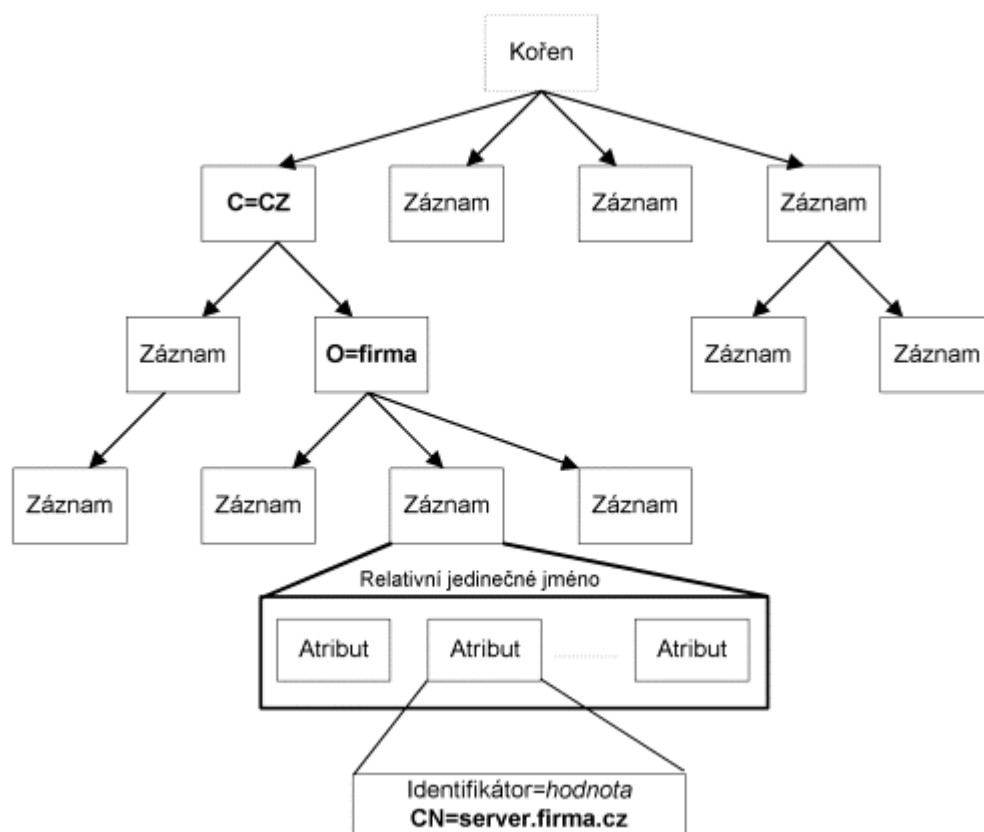 Kořen
C=CZ
Záznam
Záznam
Záznam
Záznam
O=firma
Záznam
Záznam
Záznam
Záznam
Záznam
Záznam
Relativní jedinečné jméno
Atribut
Atribut
Atribut
Identifikátor=hodnota
CN=server.firma.cz